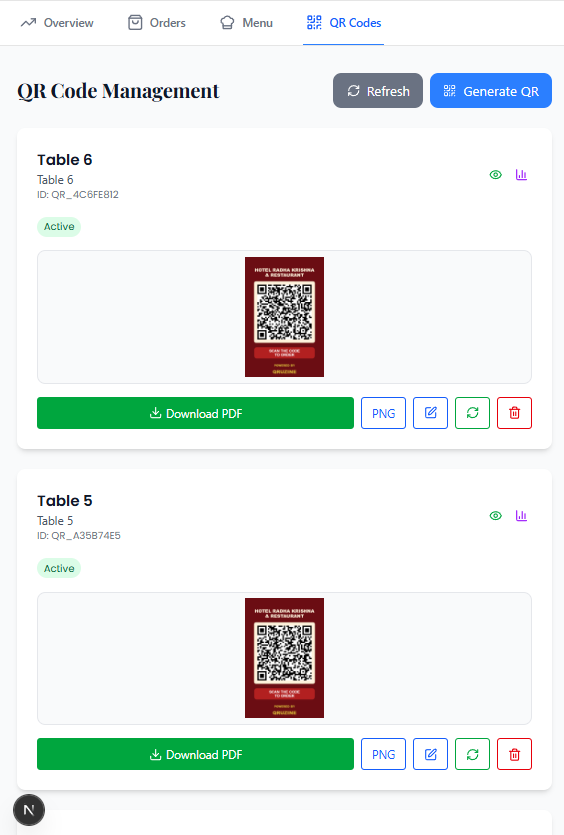 Overview Orders Menu QR Codes
QR Code Management
Refresh Generate QR
Table 6
Table 6
ID: QR_4C6FE812
Active
HOTEL RADHA KRISHNA
& RESTAURANT
SCAN THE CODE
TO ORDER
POWERED BY
QRUZINE
Download PDF PNG
Table 5
Table 5
ID: QR_A35B74E5
Active
HOTEL RADHA KRISHNA
& RESTAURANT
SCAN THE CODE
TO ORDER
POWERED BY
QRUZINE
Download PDF PNG
N